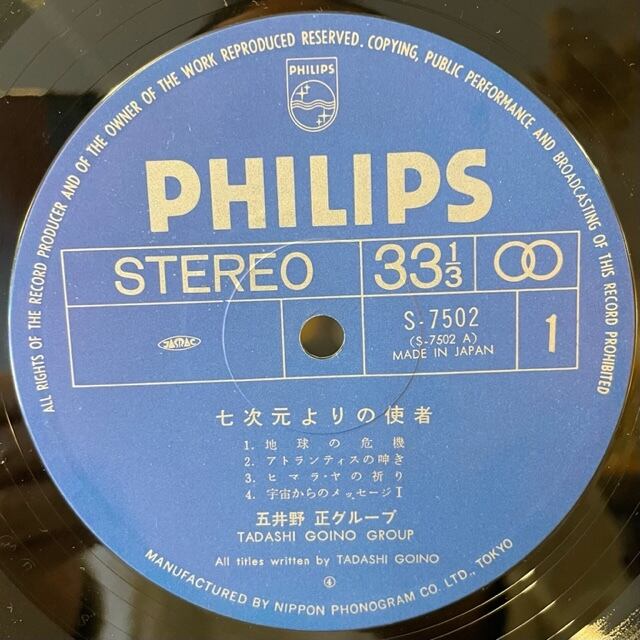 ALL RIGHTS OF THE RECORD PRODUCER AND OF THE OWNER OF THE WORK REPRODUCED RESERVED. COPYING, PUBLIC PERFORMANCE AND BROADCASTING OF THIS RECORD PROHIBITED
PHILIPS
PHILIPS
STEREO
33 1/3
JASRAC
S-7502
(S-7502 A)
MADE IN JAPAN
1
七次元よりの使者
1. 地球の危機
2. アトランティスの呻き
3. ヒマラヤの祈り
4. 宇宙からのメッセージⅠ
五井野 正グループ
TADASHI GOINO GROUP
All titles written by TADASHI GOINO
④
MANUFACTURED BY NIPPON PHONOGRAM CO. LTD., TOKYO